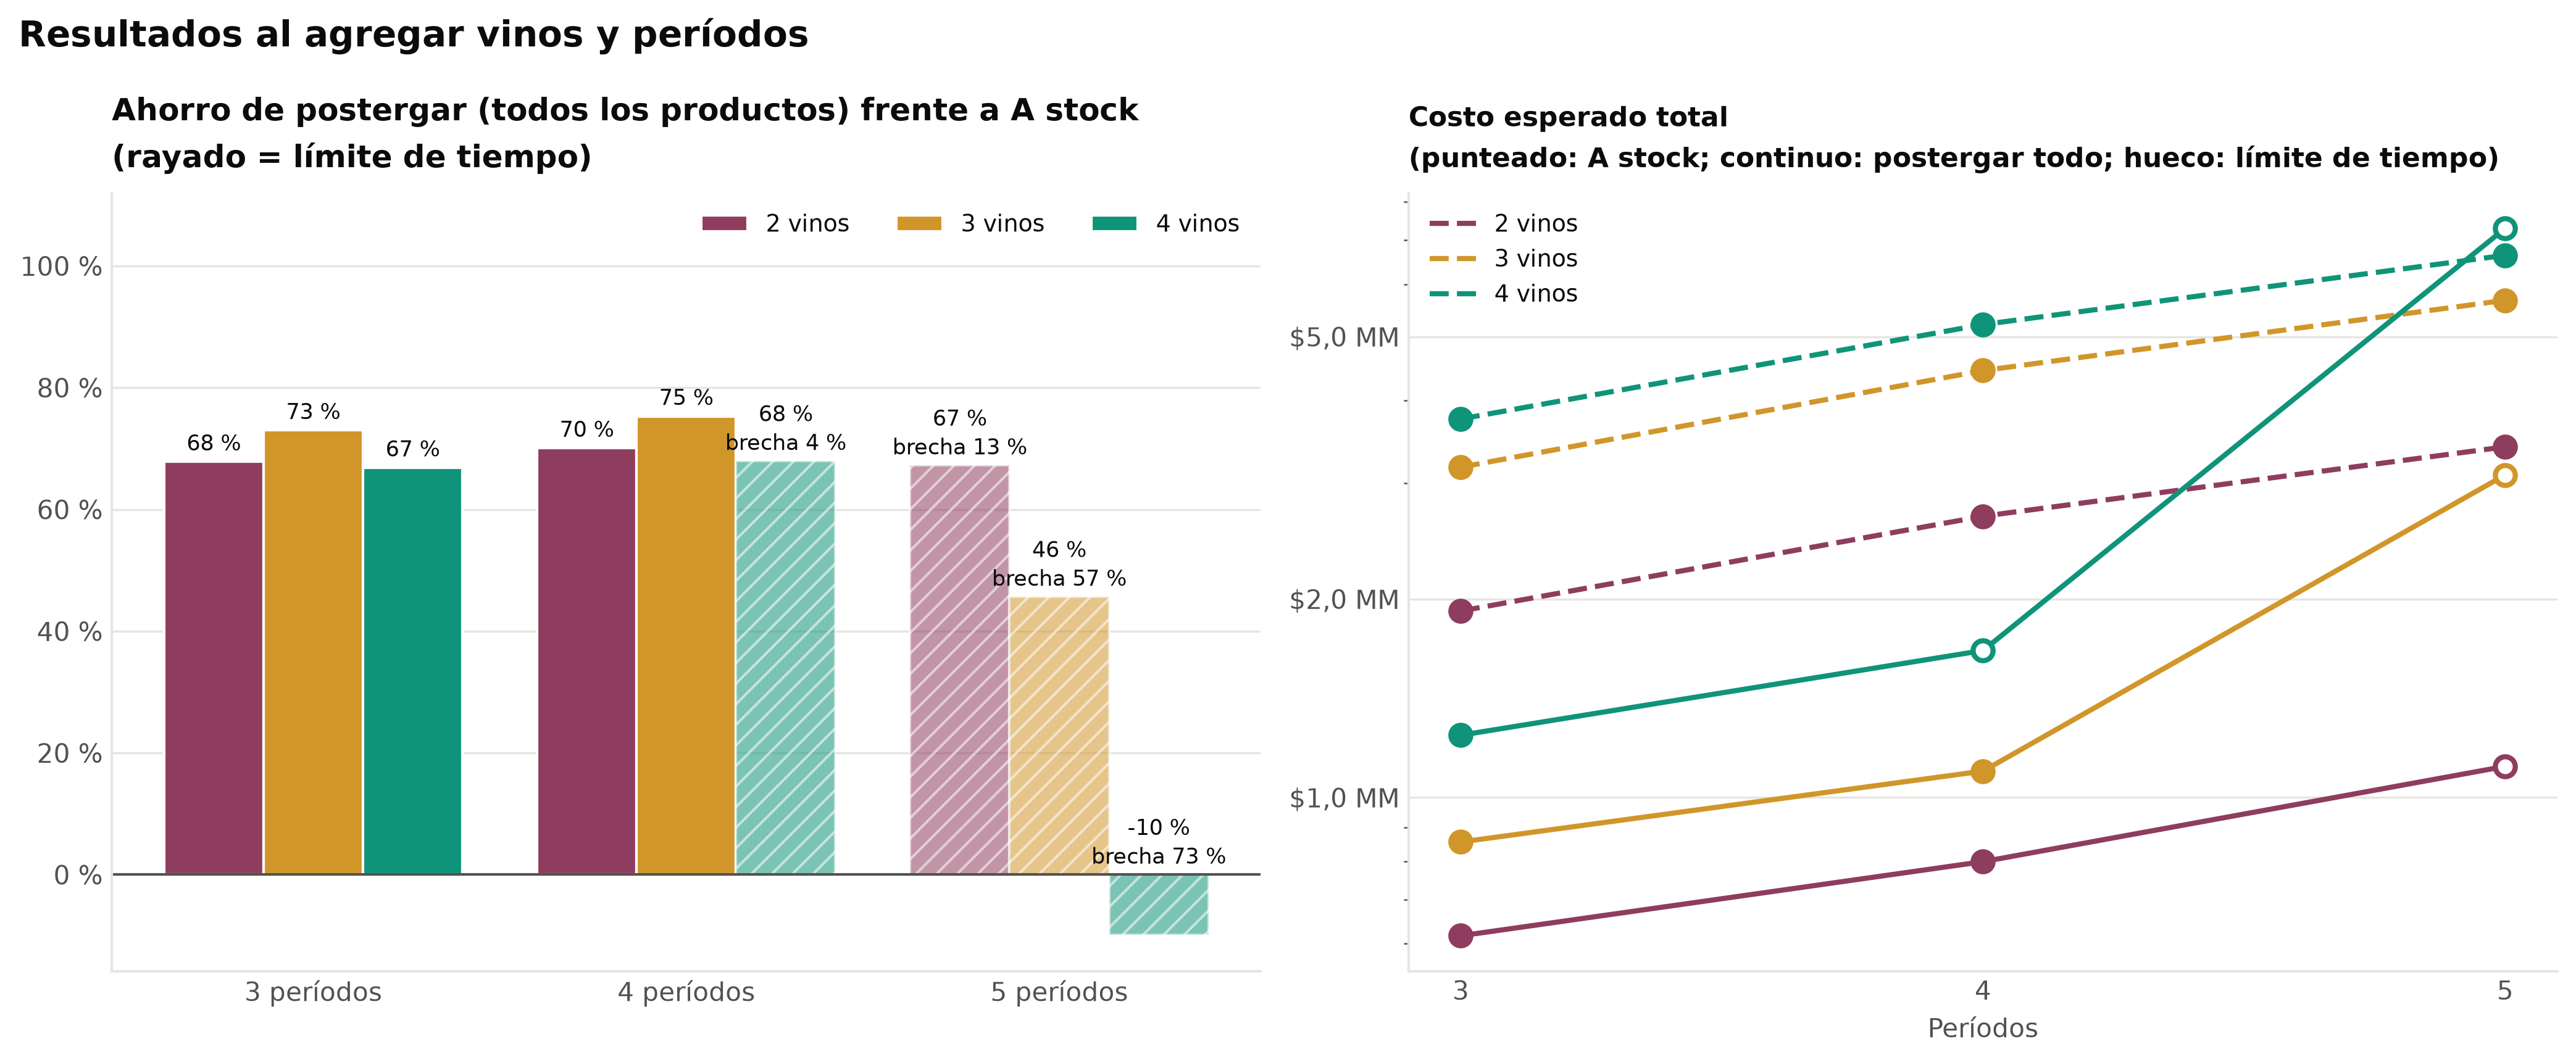 Resultados al agregar vinos y períodos
Ahorro de postergar (todos los productos) frente a A stock
(rayado = límite de tiempo)
2 vinos
3 vinos
4 vinos
100 %
80 %
60 %
40 %
20 %
0 %
68 %
73 %
67 %
70 %
75 %
68 %
brecha 4 %
67 %
brecha 13 %
46 %
brecha 57 %
-10 %
brecha 73 %
3 períodos
4 períodos
5 períodos
Costo esperado total
(punteado: A stock; continuo: postergar todo; hueco: límite de tiempo)
2 vinos
3 vinos
4 vinos
$5,0 MM
$2,0 MM
$1,0 MM
3
4
5
Períodos